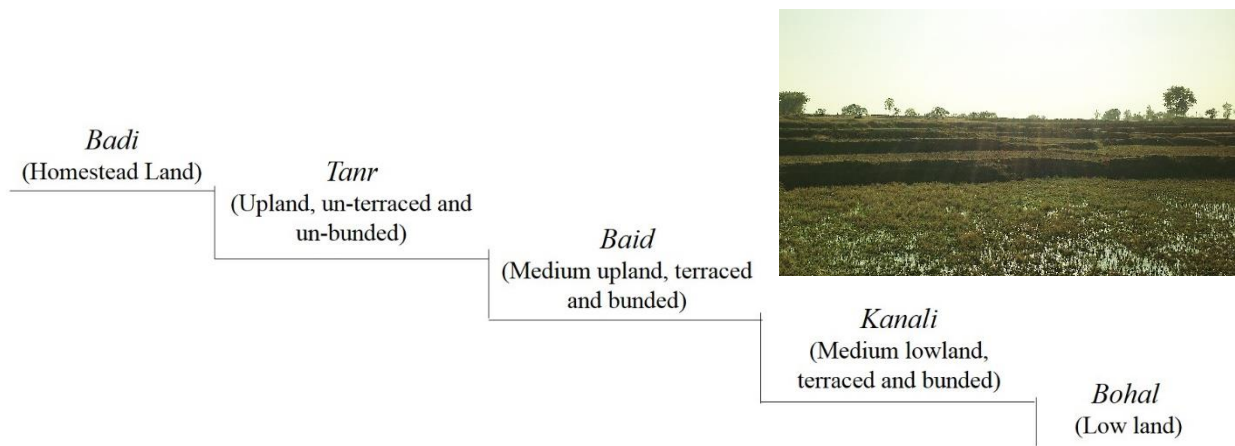 Badi
(Homestead Land)
Tanr
(Upland, un-terraced and
un-bunded)
Baid
(Medium upland, terraced
and bunded)
Kanali
(Medium lowland,
terraced and bunded)
Bohal
(Low land)